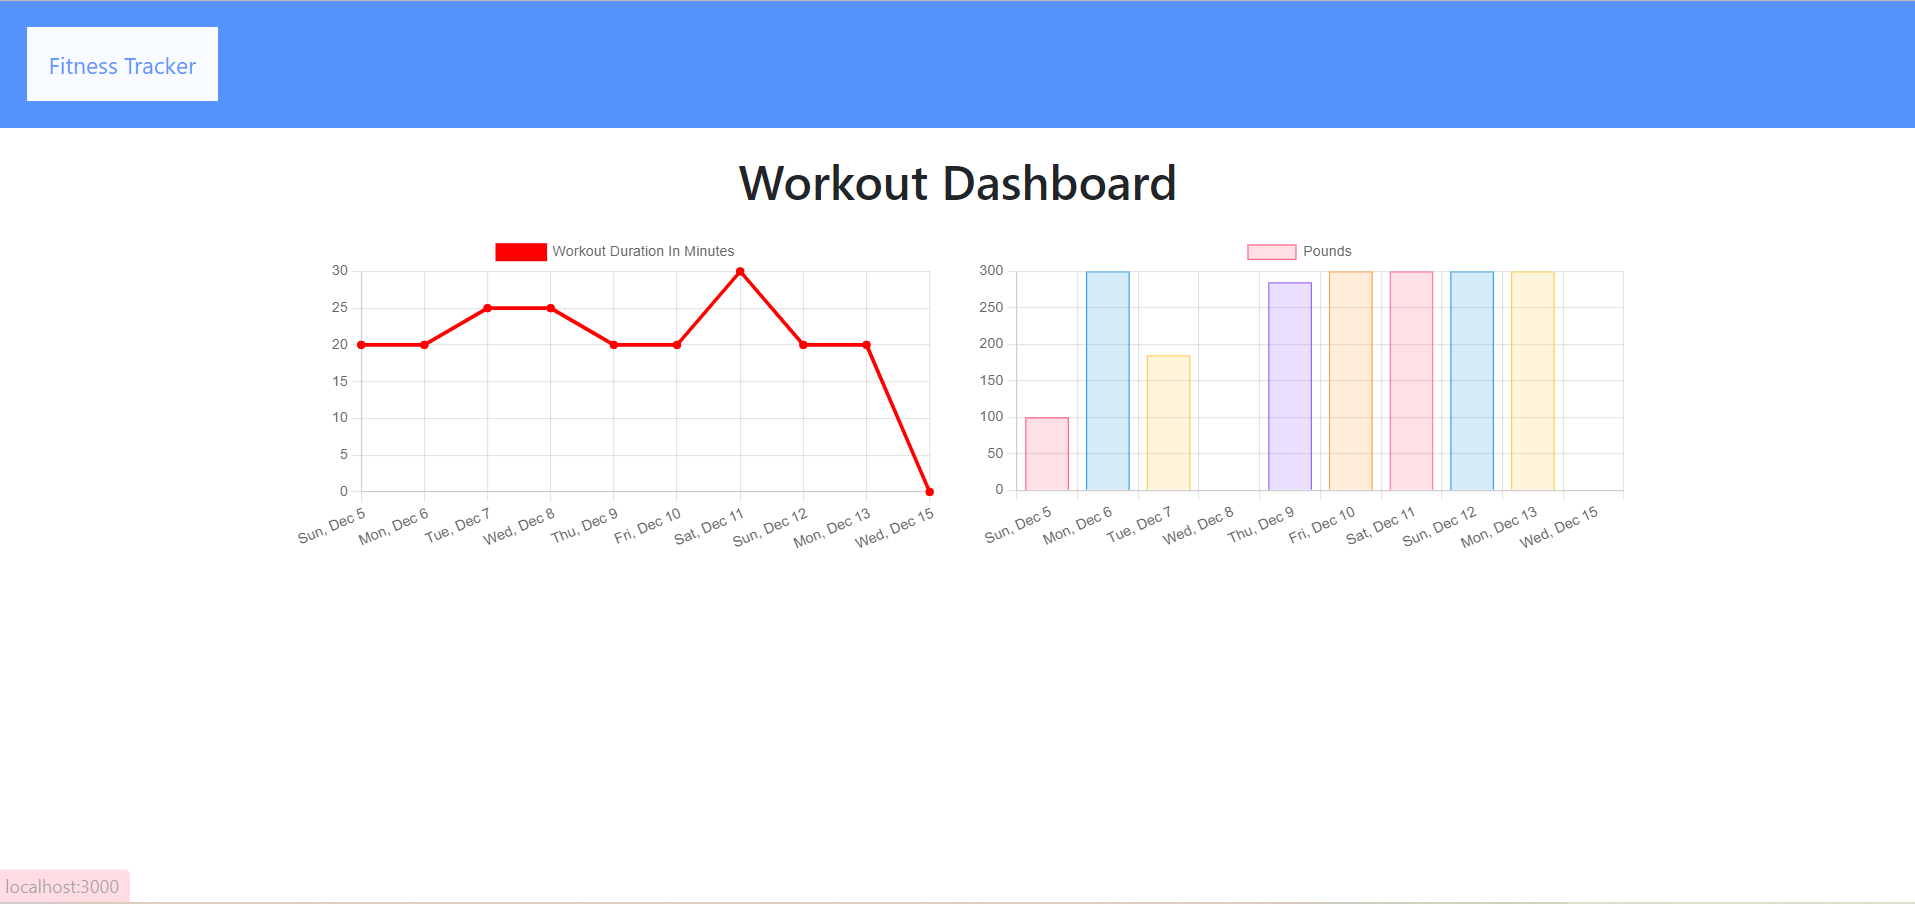 Fitness Tracker
Workout Dashboard
Workout Duration In Minutes
30
25
20
15
10
5
0
Sun, Dec 5
Mon, Dec 6
Tue, Dec 7
Wed, Dec 8
Thu, Dec 9
Fri, Dec 10
Sat, Dec 11
Sun, Dec 12
Mon, Dec 13
Wed, Dec 15
Pounds
300
250
200
150
100
50
0
Sun, Dec 5
Mon, Dec 6
Tue, Dec 7
Wed, Dec 8
Thu, Dec 9
Fri, Dec 10
Sat, Dec 11
Sun, Dec 12
Mon, Dec 13
Wed, Dec 15
localhost:3000